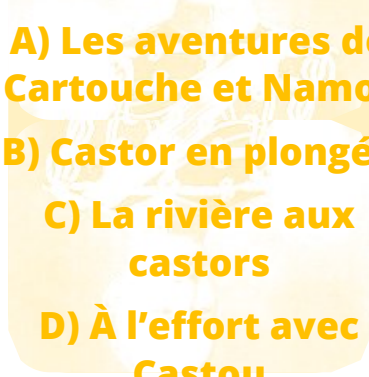 A) Les aventures de
Cartouche et Namo
B) Castor en plongé
C) La rivière aux
castors
D) À l’effort avec
Castou